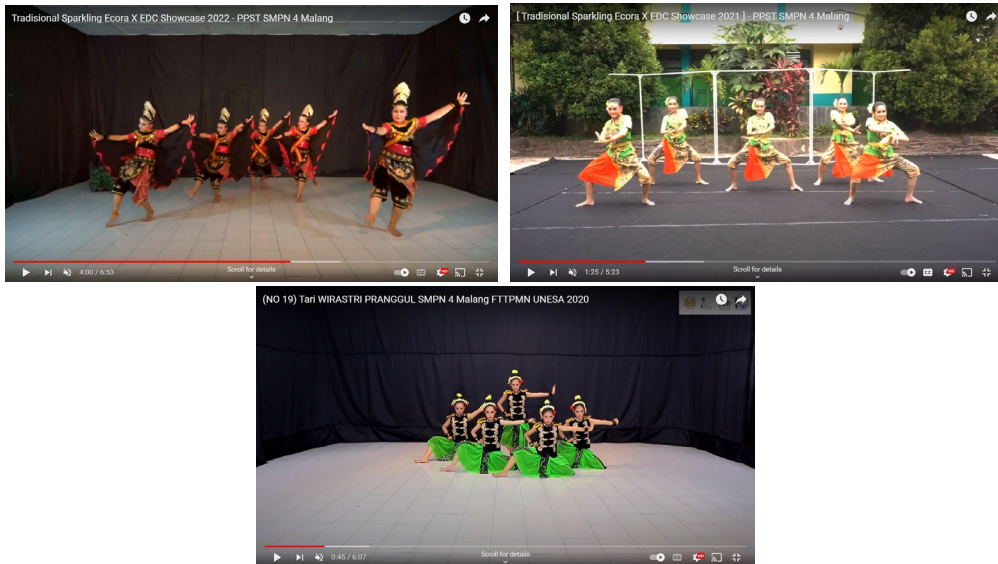 Tradisional Sparkling Ecora X EDC Showcase 2022 - PPST SMPN 4 Malang
4:00 / 6:53
Scroll for details
[ Tradisional Sparkling Ecora X EDC Showcase 2021 ] - PPST SMPN 4 Malang
1:25 / 5:23
Scroll for details
(NO 19) Tari WIRASTRI PRANGGUL SMPN 4 Malang FTTPMN UNESA 2020
0:45 / 6:07
Scroll for details